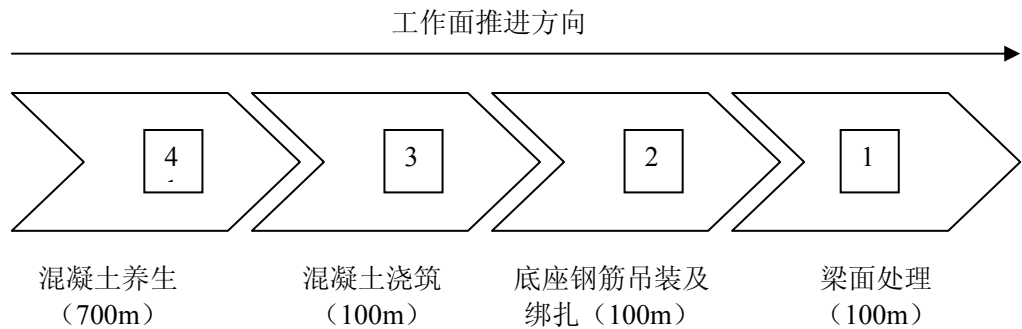 工作面推进方向
4
3
2
1
混凝土养生
（700m）
混凝土浇筑
（100m）
底座钢筋吊装及
绑扎（100m）
梁面处理
（100m）